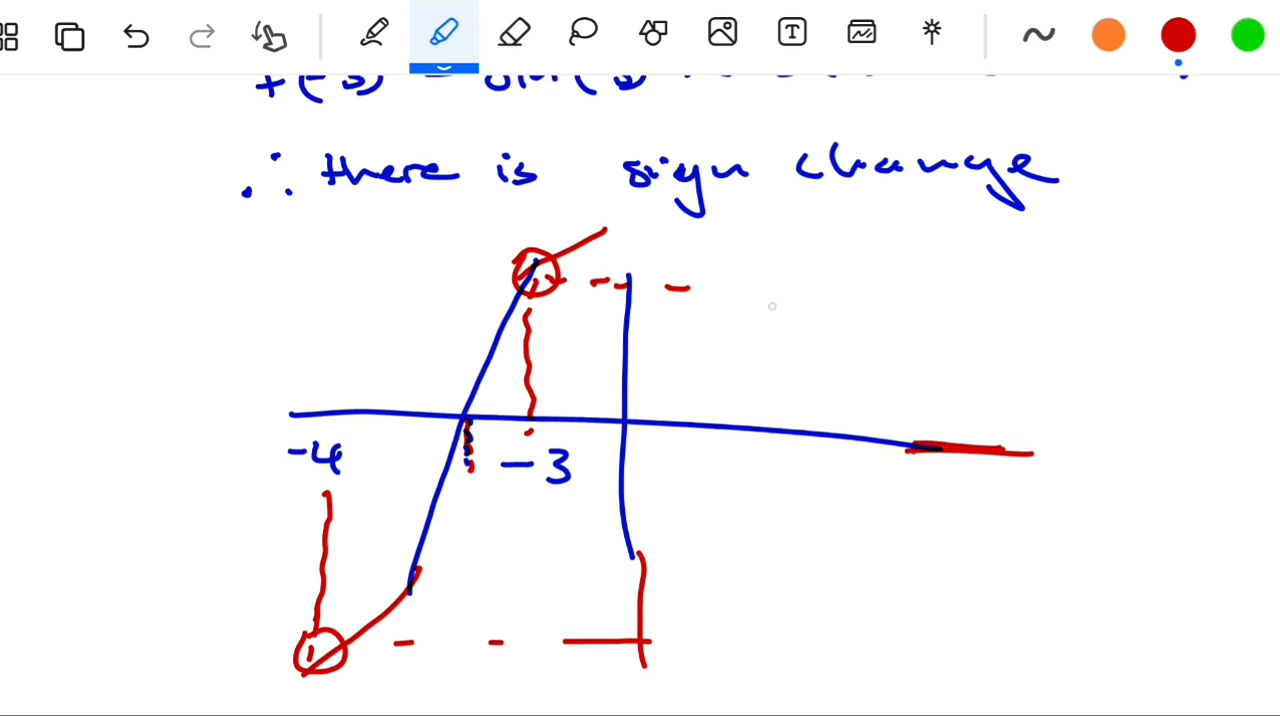 ∴ there is sign change
-4
-3